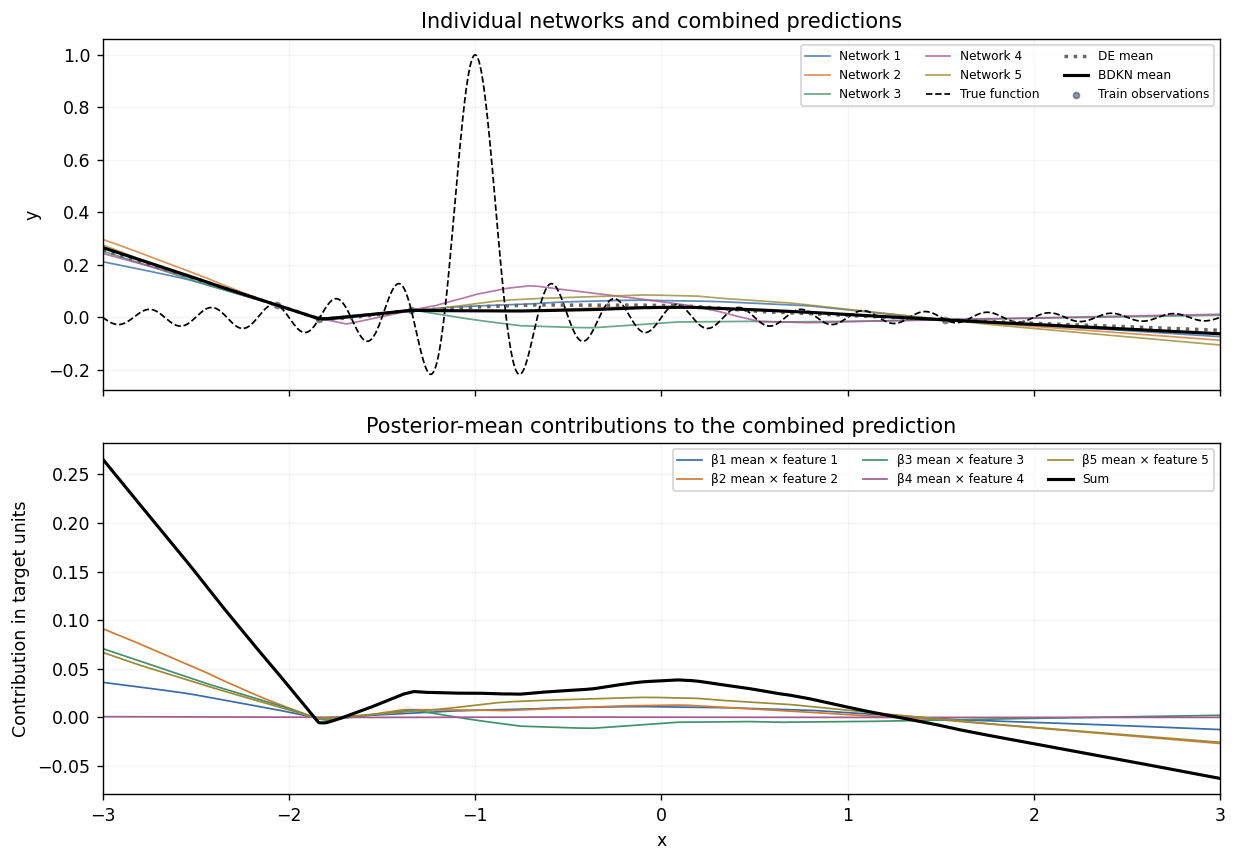 Individual networks and combined predictions
Network 1
Network 2
Network 3
Network 4
Network 5
True function
DE mean
BDKN mean
Train observations
1.0
0.8
0.6
0.4
0.2
0.0
−0.2
y
Posterior-mean contributions to the combined prediction
β1 mean × feature 1
β2 mean × feature 2
β3 mean × feature 3
β4 mean × feature 4
β5 mean × feature 5
Sum
0.25
0.20
0.15
0.10
0.05
0.00
−0.05
Contribution in target units
−3
−2
−1
0
1
2
3
x